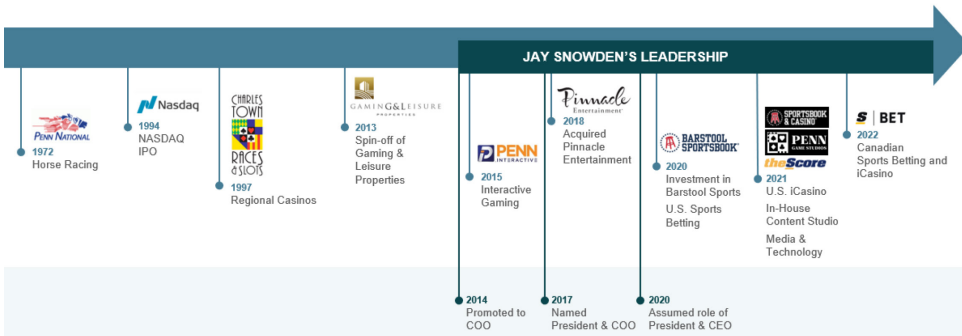 JAY SNOWDEN'S LEADERSHIP
PENN NATIONAL
1972
Horse Racing
Nasdaq
1994
NASDAQ
IPO
CHARLES
TOWN
RACES
& SLOTS
1997
Regional Casinos
GAMING&LEISURE
PROPERTIES
2013
Spin-off of
Gaming &
Leisure
Properties
PENN
INTERACTIVE
2015
Interactive
Gaming
Pinnacle
Entertainment
2018
Acquired
Pinnacle
Entertainment
BARSTOOL
SPORTSBOOK
2020
Investment in
Barstool Sports
U.S. Sports
Betting
SPORTSBOOK
& CASINO
PENN
GAME STUDIOS
theScore
2021
U.S. iCasino
In-House
Content Studio
Media &
Technology
S | BET
2022
Canadian
Sports Betting and
iCasino
2014
Promoted to
COO
2017
Named
President & COO
2020
Assumed role of
President & CEO